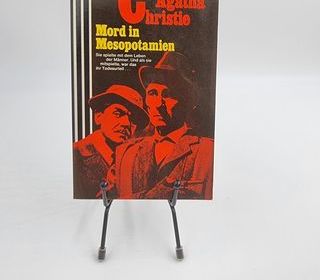 Agatha
Christie
Mord in
Mesopotamien
Sie spielte mit dem Leben
der Männer. Und als sie
mitspielte, war das
ihr Todesurteil ...